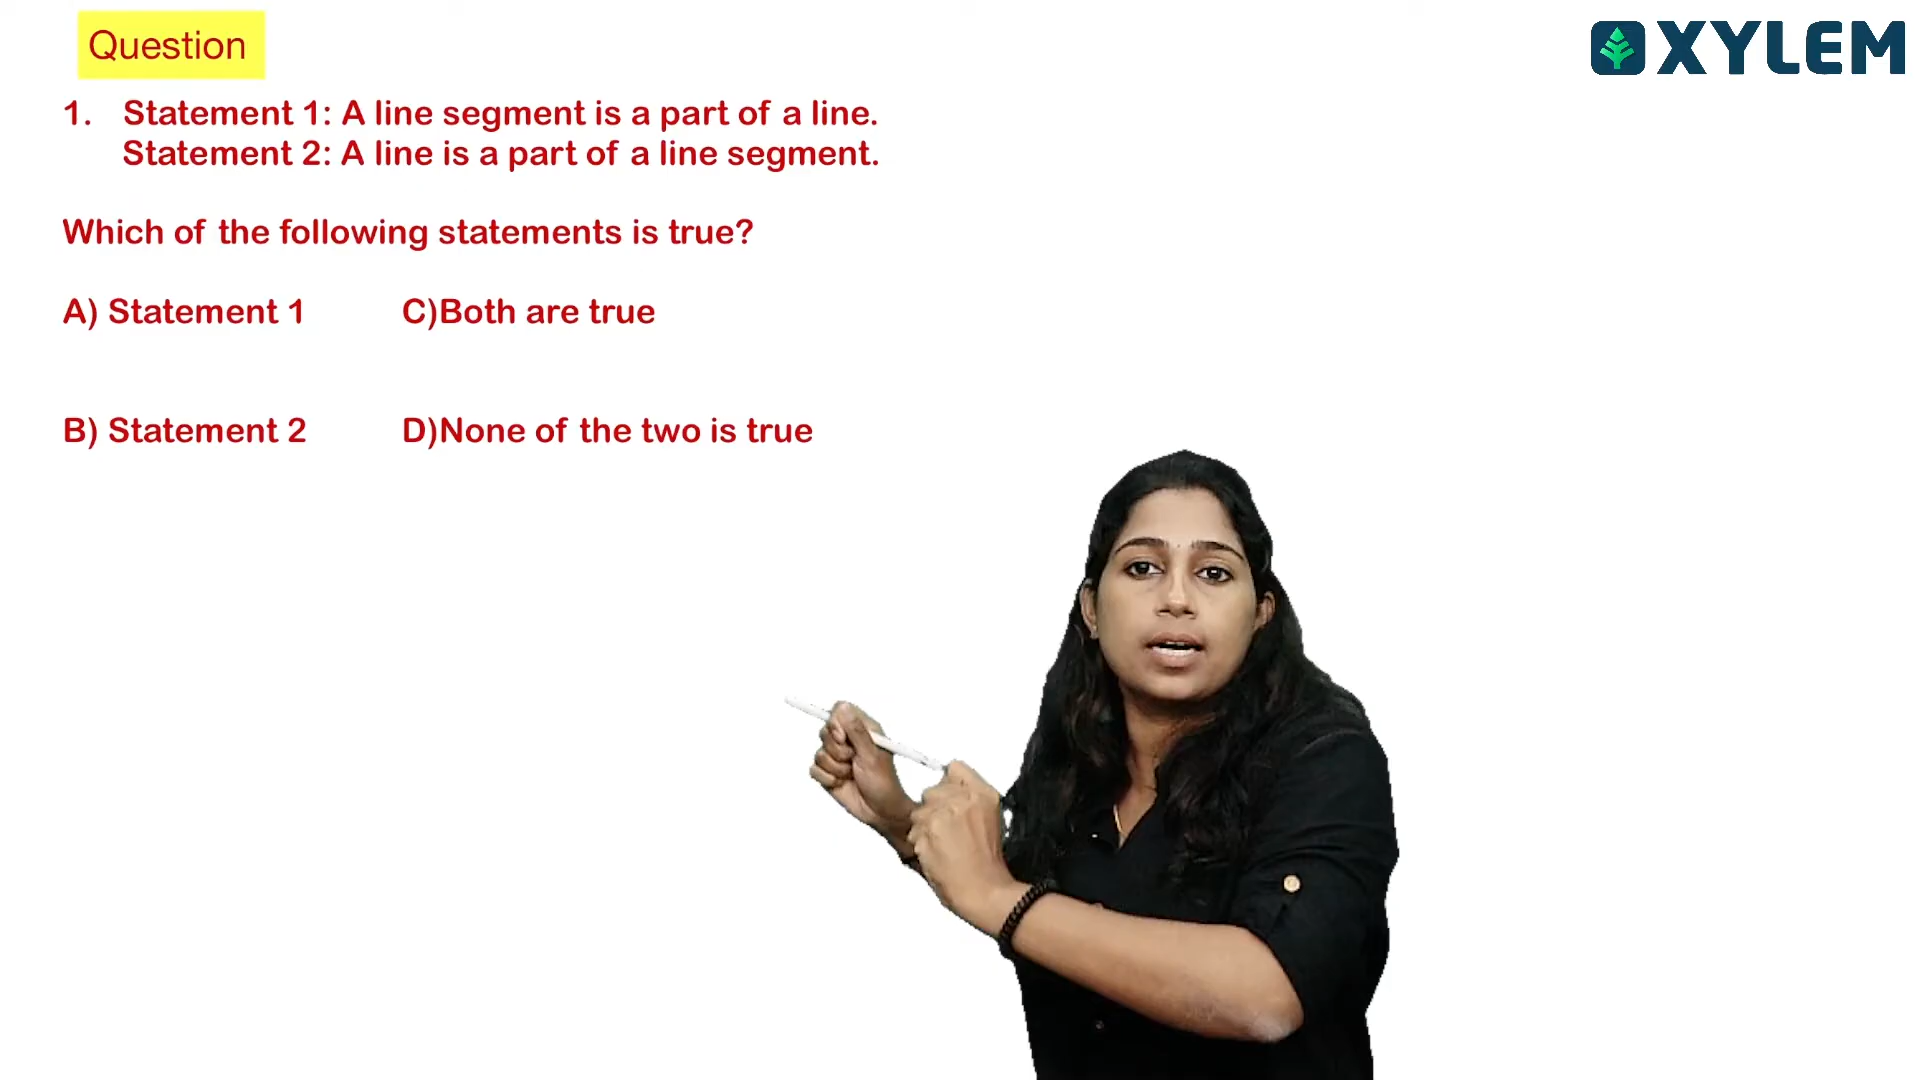 Question
XYLEM
1. Statement 1: A line segment is a part of a line.
Statement 2: A line is a part of a line segment.
Which of the following statements is true?
A) Statement 1 C)Both are true
B) Statement 2 D)None of the two is true